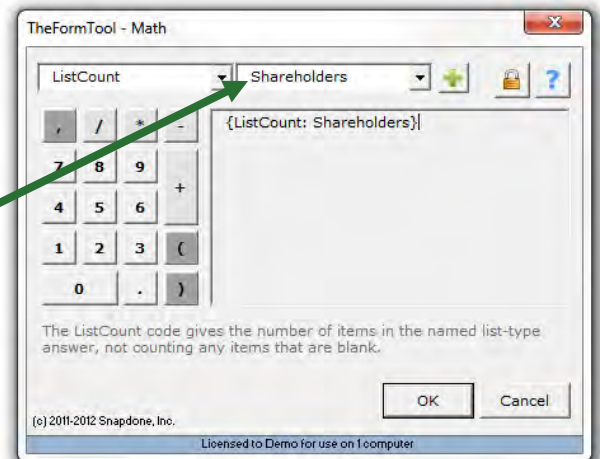 TheFormTool - Math
x
ListCount Shareholders + ?
, / * - {ListCount: Shareholders}
7 8 9 +
4 5 6
1 2 3 (
0 . )
The ListCount code gives the number of items in the named list-type
answer, not counting any items that are blank.
OK Cancel
(c) 2011-2012 Snapdone, Inc.
Licensed to Demo for use on 1 computer